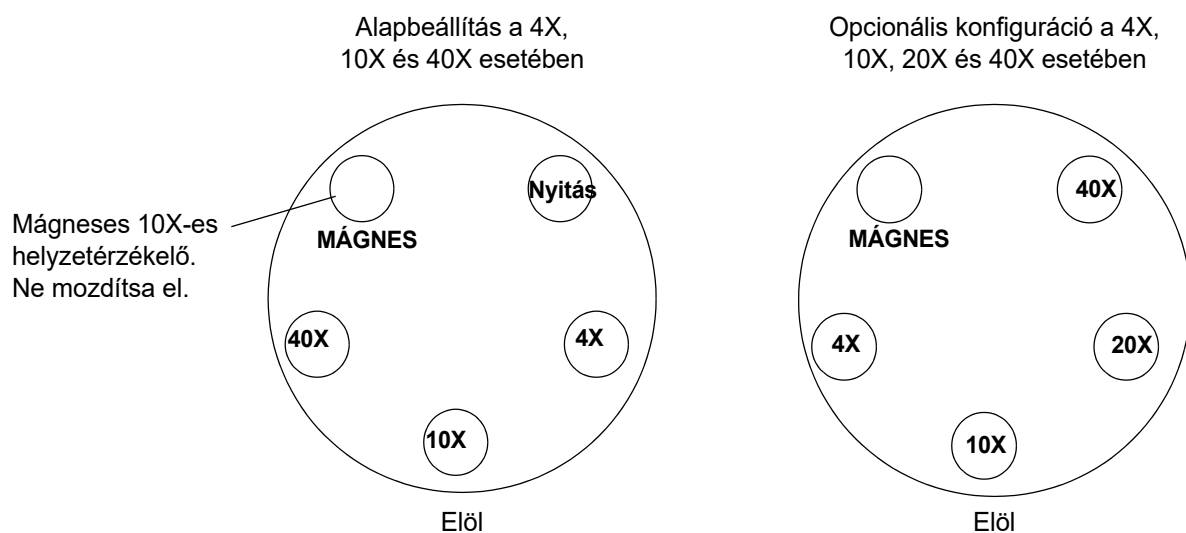 Alapbeállítás a 4X,
10X és 40X esetében
Nyitás
MÁGNES
Mágneses 10X-es
helyzetérzékelő.
Ne mozdítsa el.
40X
4X
10X
Elöl
Opcionális konfiguráció a 4X,
10X, 20X és 40X esetében
40X
MÁGNES
4X
20X
10X
Elöl